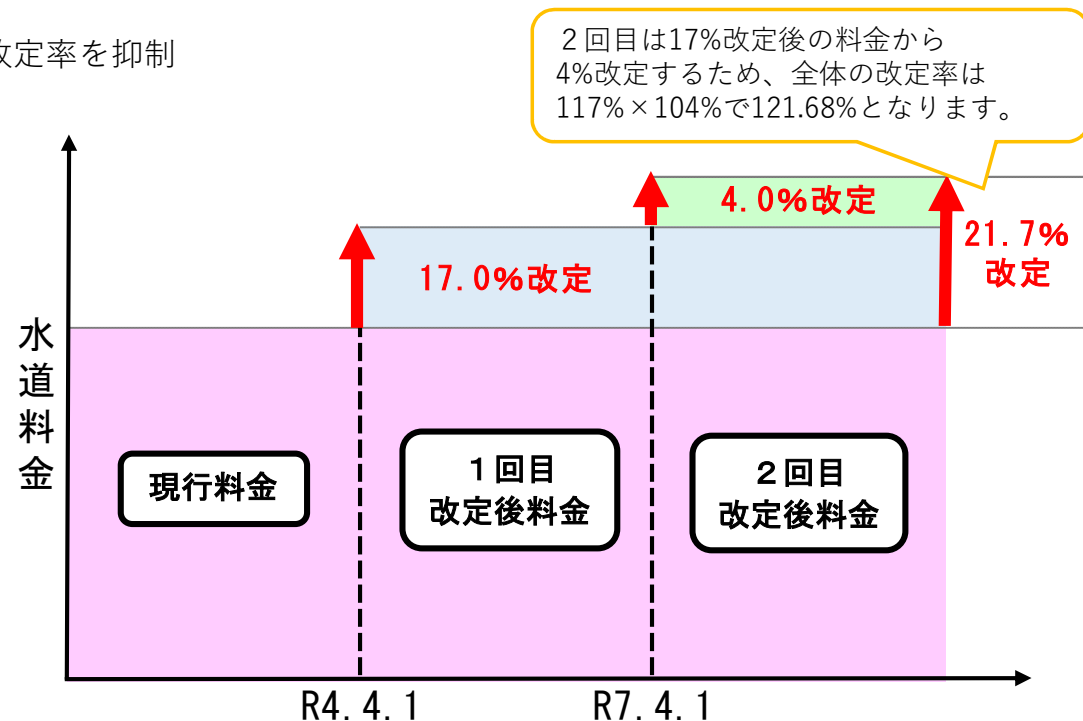 改定率を抑制
２回目は17%改定後の料金から
4%改定するため、全体の改定率は
117%×104%で121.68%となります。
4.0%改定
21.7%
改定
17.0%改定
水道料金
現行料金
１回目
改定後料金
２回目
改定後料金
R4.4.1
R7.4.1